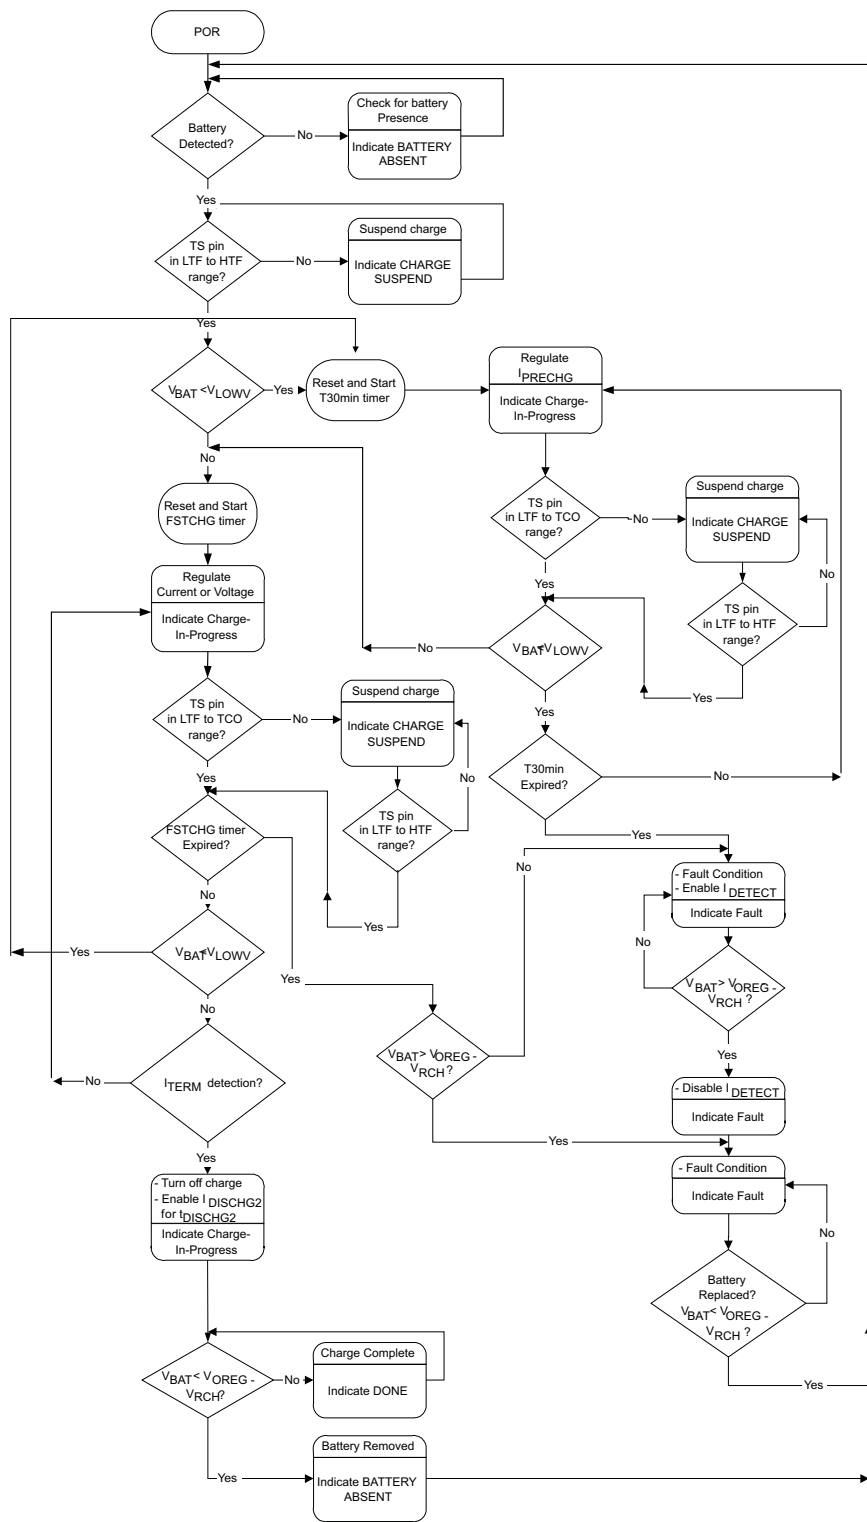 POR
Battery
Detected?
No
Check for battery
Presence
Indicate BATTERY
ABSENT
Yes
TS pin
in LTF to HTF
range?
No
Suspend charge
Indicate CHARGE
SUSPEND
Yes
VBAT <VLOWV
Yes
Reset and Start
T30min timer
Regulate
IPRECHG
Indicate Charge-
In-Progress
No
Reset and Start
FSTCHG timer
TS pin
in LTF to TCO
range?
No
Suspend charge
Indicate CHARGE
SUSPEND
No
TS pin
in LTF to HTF
range?
Yes
Yes
Regulate
Current or Voltage
Indicate Charge-
In-Progress
VBAT<VLOWV
No
Yes
TS pin
in LTF to TCO
range?
No
Suspend charge
Indicate CHARGE
SUSPEND
No
TS pin
in LTF to HTF
range?
Yes
Yes
T30min
Expired?
No
Yes
FSTCHG timer
Expired?
No
Yes
VBAT<VLOWV
Yes
No
ITERM detection?
No
Yes
No
- Fault Condition
- Enable IDETECT
Indicate Fault
No
VBAT> VOREG -
VRCH ?
Yes
VBAT> VOREG -
VRCH ?
Yes
- Disable IDETECT
Indicate Fault
- Fault Condition
Indicate Fault
No
Battery
Replaced?
VBAT< VOREG -
VRCH ?
Yes
- Turn off charge
- Enable IDISCHG2
for tDISCHG2
Indicate Charge-
In-Progress
VBAT< VOREG -
VRCH?
No
Charge Complete
Indicate DONE
Yes
Battery Removed
Indicate BATTERY
ABSENT